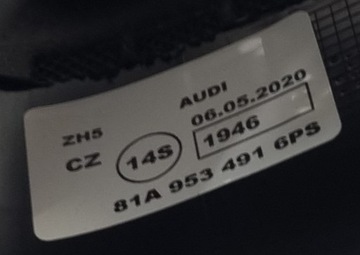 AUDI
ZH5 06.05.2020
CZ 14S 1946
81A 953 491 6PS